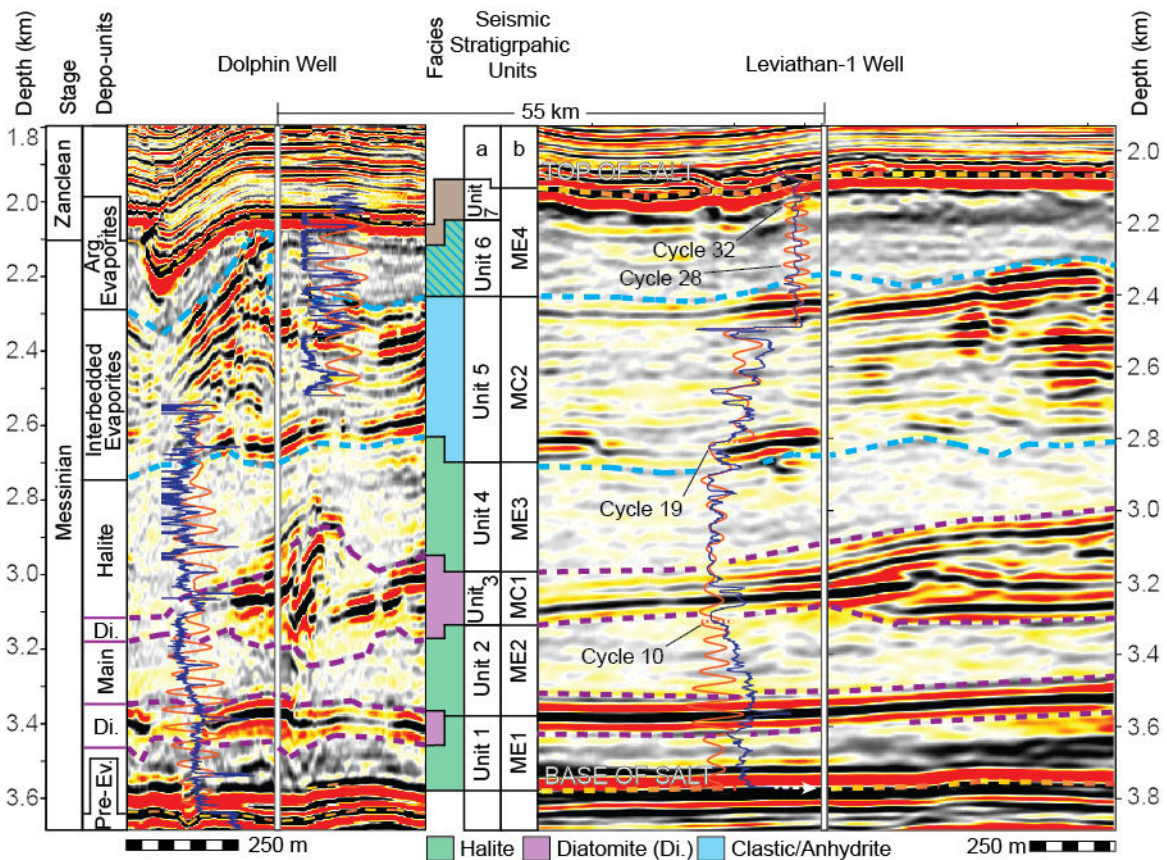 Seismic
Stratigrpahic
Units
Dolphin Well
Leviathan-1 Well
Depth (km)
Stage
Depo-units
Facies
Depth (km)
55 km
a
b
1.8
2.0
2.2
2.4
2.6
2.8
3.0
3.2
3.4
3.6
Zanclean
Messinian
Arg.
Evaporites
Interbedded
Evaporites
Halite
Di.
Main
Di.
Pre-Ev.
Unit
7
Unit 6
Unit 5
Unit 4
Unit 3
Unit 2
Unit 1
ME4
MC2
ME3
MC1
ME2
ME1
TOP OF SALT
Cycle 32
Cycle 28
Cycle 19
Cycle 10
BASE OF SALT
2.0
2.2
2.4
2.6
2.8
3.0
3.2
3.4
3.6
3.8
250 m
Halite
Diatomite (Di.)
Clastic/Anhydrite
250 m